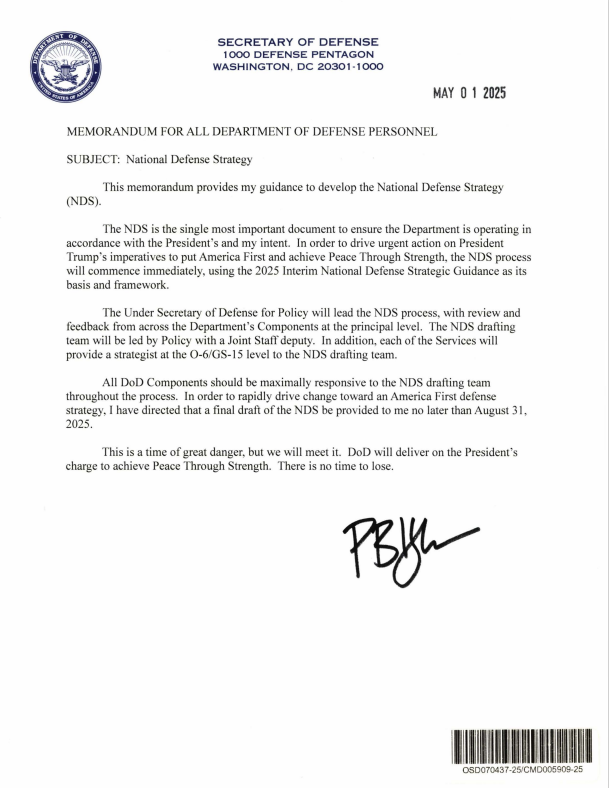 DEPARTMENT OF DEFENSE
UNITED STATES OF AMERICA
SECRETARY OF DEFENSE
1000 DEFENSE PENTAGON
WASHINGTON, DC 20301-1000
MAY 01 2025
MEMORANDUM FOR ALL DEPARTMENT OF DEFENSE PERSONNEL
SUBJECT: National Defense Strategy
This memorandum provides my guidance to develop the National Defense Strategy
(NDS).
The NDS is the single most important document to ensure the Department is operating in
accordance with the President's and my intent. In order to drive urgent action on President
Trump's imperatives to put America First and achieve Peace Through Strength, the NDS process
will commence immediately, using the 2025 Interim National Defense Strategic Guidance as its
basis and framework.
The Under Secretary of Defense for Policy will lead the NDS process, with review and
feedback from across the Department's Components at the principal level. The NDS drafting
team will be led by Policy with a Joint Staff deputy. In addition, each of the Services will
provide a strategist at the O-6/GS-15 level to the NDS drafting team.
All DoD Components should be maximally responsive to the NDS drafting team
throughout the process. In order to rapidly drive change toward an America First defense
strategy, I have directed that a final draft of the NDS be provided to me no later than August 31,
2025.
This is a time of great danger, but we will meet it. DoD will deliver on the President's
charge to achieve Peace Through Strength. There is no time to lose.
OSD070437-25/CMD005909-25